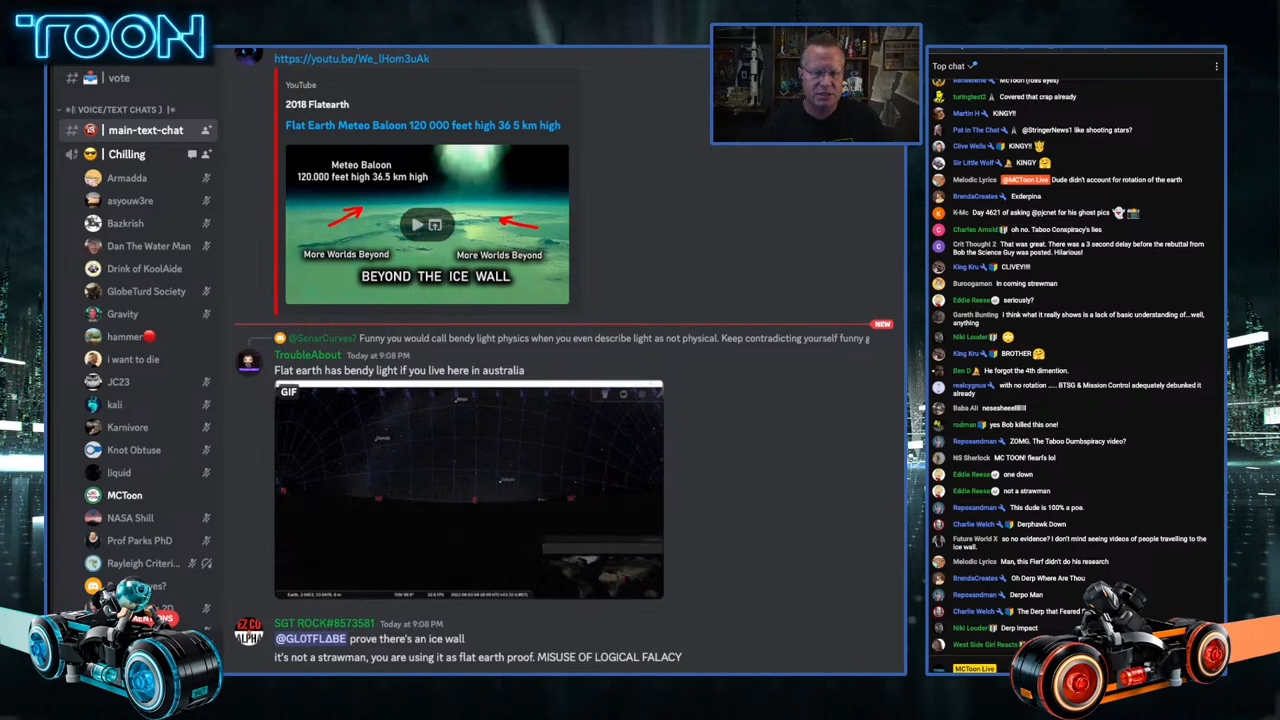 TOON
# vote
VOICE/TEXT CHATS
main-text-chat
Chilling
Armadda
asyouw3re
Bazkrish
Dan The Water Man
Drink of KoolAide
GlobeTurd Society
Gravity
hammer
i want to die
JC23
kali
Karnivore
Knot Obtuse
liquid
MCToon
NASA Shill
Prof Parks PhD
Rayleigh Criteri...
https://youtu.be/We_lHom3uAk
YouTube
2018 Flatearth
Flat Earth Meteo Baloon 120 000 feet high 36 5 km high
Meteo Baloon
120.000 feet high 36.5 km high
More Worlds Beyond
More Worlds Beyond
BEYOND THE ICE WALL
NEW
@SonarCurves? Funny you would call bendy light physics when you even describe light as not physical. Keep contradicting yourself funny g
TroubleAbout Today at 9:08 PM
Flat earth has bendy light if you live here in australia
GIF
SGT ROCK#8573581 Today at 9:08 PM
EZ CO
ALPHA
@GL0TFLΔBE prove there's an ice wall
it's not a strawman, you are using it as flat earth proof. MISUSE OF LOGICAL FALACY
Top chat
McToon (ross eyes)
turingtest2 Covered that crap already
Martin H KINGY!!
Pat In The Chat @StringerNews1 like shooting stars?
Clive Wells KINGY!!
Sir Little Wolf KINGY
Melodic Lyrics @MCToon Live Dude didn't account for rotation of the earth
BrendaCreates Exderpina
K-Mc Day 4621 of asking @pjcnet for his ghost pics
Charles Arnold oh no. Taboo Conspiracy's lies
Crit Thought 2 That was great. There was a 3 second delay before the rebuttal from
Bob the Science Guy was posted. Hilarious!
King Kru CLIVEY!!!!
Buroogamon In coming strewman
Eddie Reese seriously?
Gareth Bunting I think what it really shows is a lack of basic understanding of...well,
anything
Niki Louder
King Kru BROTHER
Ben D He forgot the 4th dimention.
realcygnus with no rotation .... BTSG & Mission Control adequately debunked it
already
Baba Ali
rodman yes Bob killed this one!
Reposandman ZOMG. The Taboo Dumbspiracy video?
NS Sherlock MC TOON! flearfs lol
Eddie Reese one down
Eddie Reese not a strawman
Reposandman This dude is 100% a poe.
Charlie Welch Derphawk Down
Future World X so no evidence? I don't mind seeing videos of people travelling to the
ice wall.
Melodic Lyrics Man, this Flerf didn't do his research
BrendaCreates Oh Derp Where Are Thou
Reposandman Derpo Man
Charlie Welch The Derp that Feared
Niki Louder Derp Impact
West Side Girl Reacts
MCToon Live